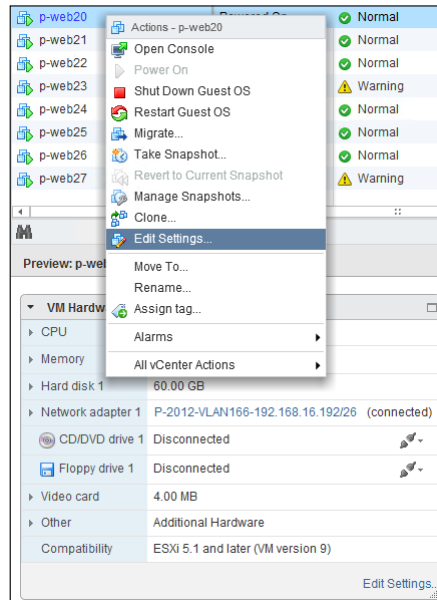 p-web20
Actions - p-web20
Normal
p-web21
Open Console
Normal
p-web22
Power On
Normal
p-web23
Shut Down Guest OS
Warning
p-web24
Restart Guest OS
Normal
p-web25
Migrate...
Normal
p-web26
Take Snapshot...
Normal
p-web27
Revert to Current Snapshot
Warning
Manage Snapshots...
Clone...
Edit Settings...
Preview: p-we
Move To...
Rename...
VM Hardw
Assign tag...
CPU
Alarms
Memory
All vCenter Actions
Hard disk 1 60.00 GB
Network adapter 1 P-2012-VLAN166-192.168.16.192/26 (connected)
CD/DVD drive 1 Disconnected
Floppy drive 1 Disconnected
Video card 4.00 MB
Other Additional Hardware
Compatibility ESXi 5.1 and later (VM version 9)
Edit Settings...